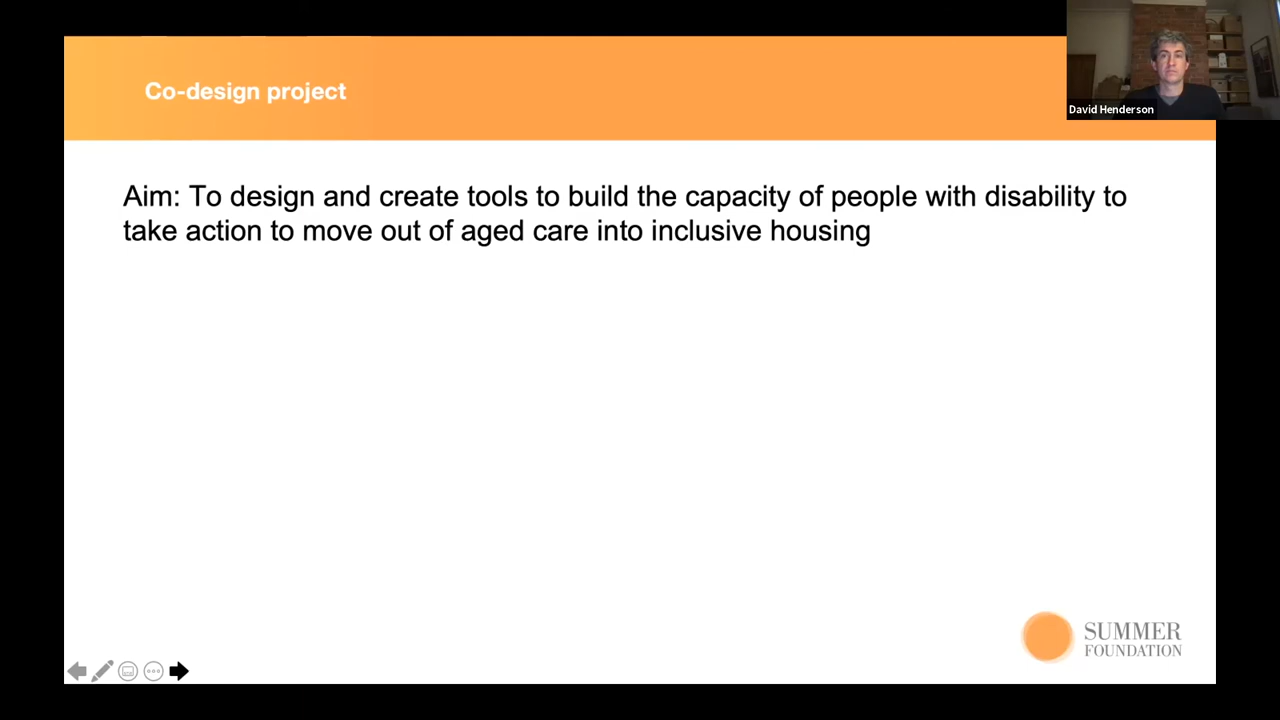 Co-design project
David Henderson
Aim: To design and create tools to build the capacity of people with disability to
take action to move out of aged care into inclusive housing
SUMMER
FOUNDATION